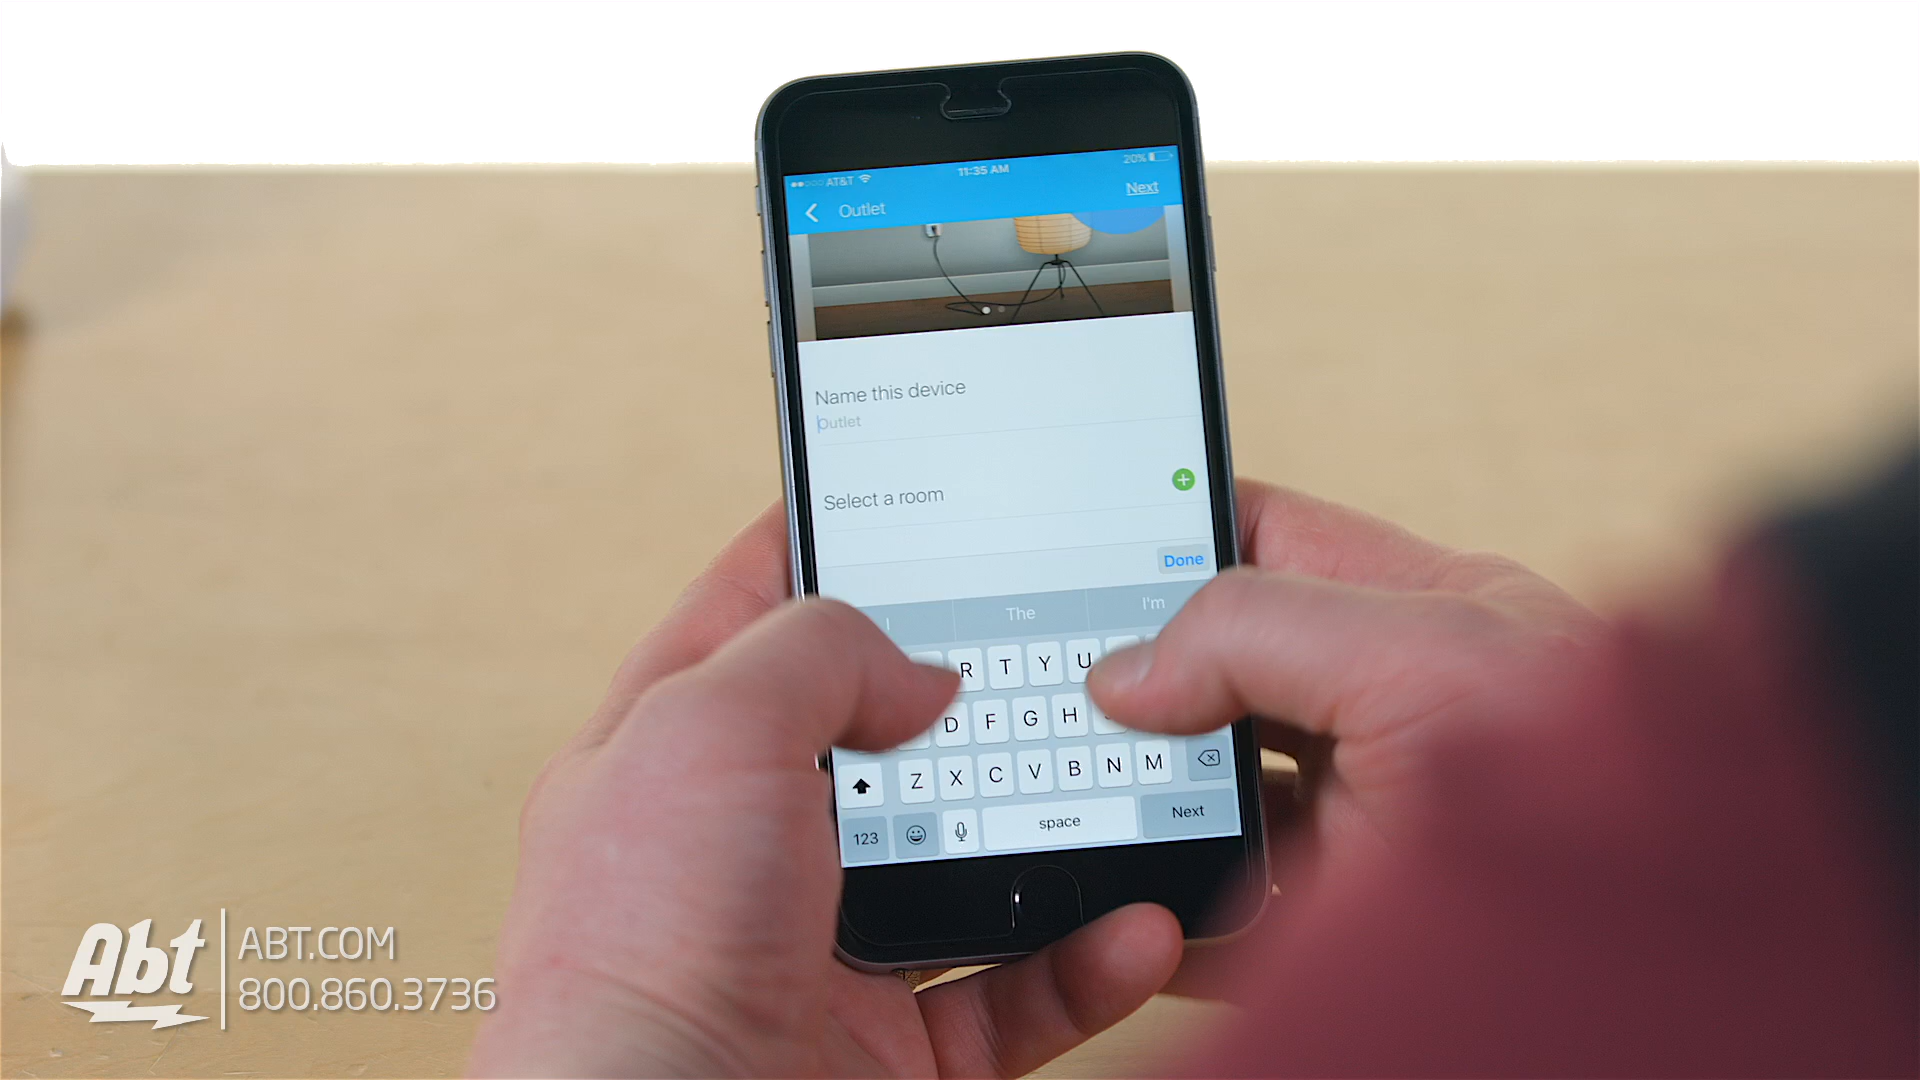 AT&T
11:35 AM
20%
Outlet
Next
Name this device
Outlet
Select a room
Done
I The I'm
R T Y U
D F G H
Z X C V B N M
123 space Next
Abt
ABT.COM
800.860.3736